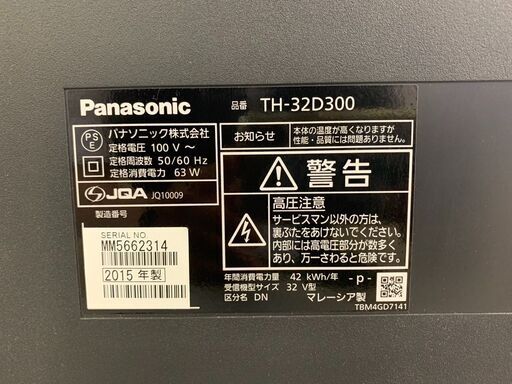 Panasonic
品番 TH-32D300
PS
E
パナソニック株式会社
定格電圧 100 V ～
定格周波数 50/60 Hz
定格消費電力 63 W
JQA JQ10009
製造番号
SERIAL NO.
MM5662314
2015 年製
お知らせ
本体の温度が高くなりますが
性能・品質には問題ありません。
警告
高圧注意
サービスマン以外の方は、
裏ぶたをあけないでください。
内部には高電圧部分が数多く
あり、万一さわると危険です。
年間消費電力量 42 kWh/年 -p-
受信機型サイズ 32 V型
区分名 DN マレーシア製
TBM4GD7141